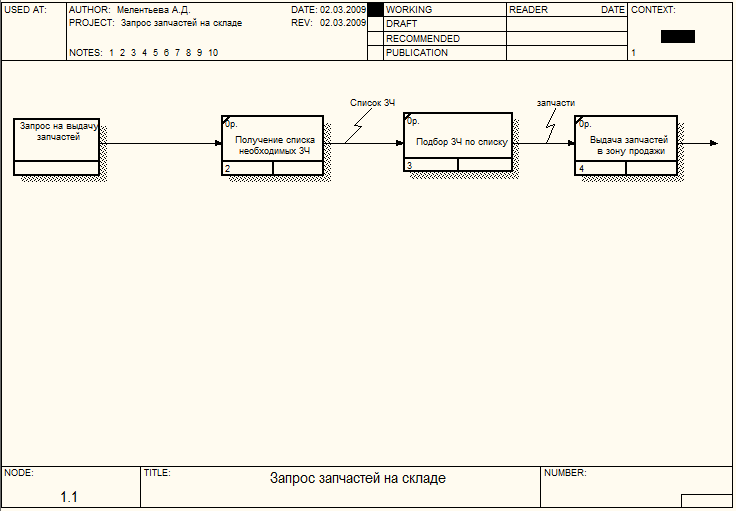 USED AT:
AUTHOR: Мелентьева А.Д.
DATE: 02.03.2009
WORKING
READER
DATE
CONTEXT:
PROJECT: Запрос запчастей на складе
REV: 02.03.2009
DRAFT
RECOMMENDED
NOTES: 1 2 3 4 5 6 7 8 9 10
PUBLICATION
1
Список ЗЧ
запчасти
Запрос на выдачу
запчастей
0р.
Получение списка
необходимых ЗЧ
2
0р.
Подбор ЗЧ по списку
3
0р.
Выдача запчастей
в зону продажи
4
NODE:
TITLE:
NUMBER:
1.1
Запрос запчастей на складе